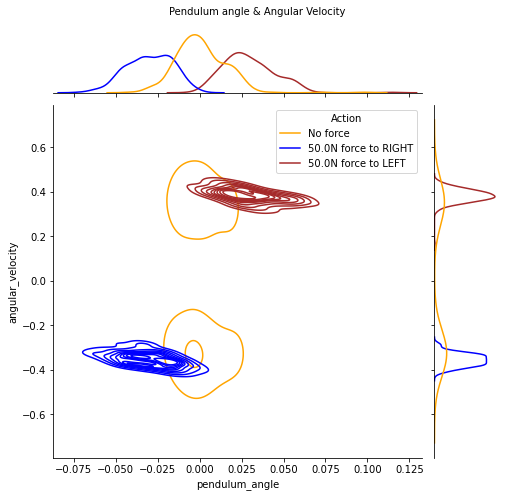 Pendulum angle & Angular Velocity
Action
No force
50.0N force to RIGHT
50.0N force to LEFT
0.6
0.4
0.2
0.0
−0.2
−0.4
−0.6
angular_velocity
−0.075 −0.050 −0.025 0.000 0.025 0.050 0.075 0.100 0.125
pendulum_angle